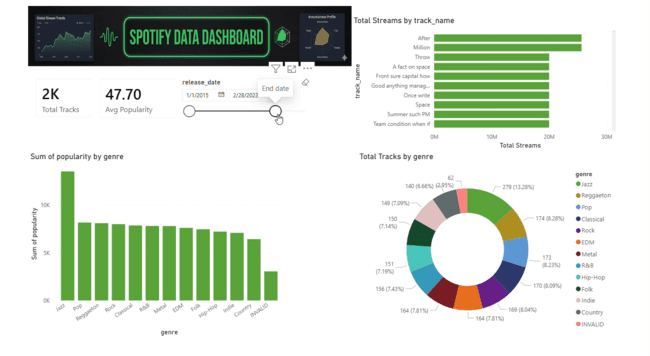 SPOTIFY DATA DASHBOARD
2K
Total Tracks
47.70
Avg Popularity
release_date
1/1/2015
2/28/2023
End date
Total Streams by track_name
track_name
After
Million
Throw
A fact on space
Front sure capital how
Good anything manag...
Once write
Space
Summer such PM
Team condition when if
0M
10M
20M
30M
Total Streams
Sum of popularity by genre
Sum of popularity
10K
5K
0K
Jazz
Pop
Reggaeton
Rock
Classical
R&B
Metal
EDM
Folk
Hip-Hop
Indie
Country
INVALID
genre
Total Tracks by genre
279 (13.28%)
174 (8.28%)
173
(8.23%)
170
(8.09%)
169 (8.04%)
164 (7.81%)
164 (7.81%)
156 (7.43%)
151
(7.19%)
150
(7.14%)
149 (7.09%)
140 (6.66%)
(2.95%)
62
genre
Jazz
Reggaeton
Pop
Classical
Rock
EDM
Metal
R&B
Hip-Hop
Folk
Indie
Country
INVALID